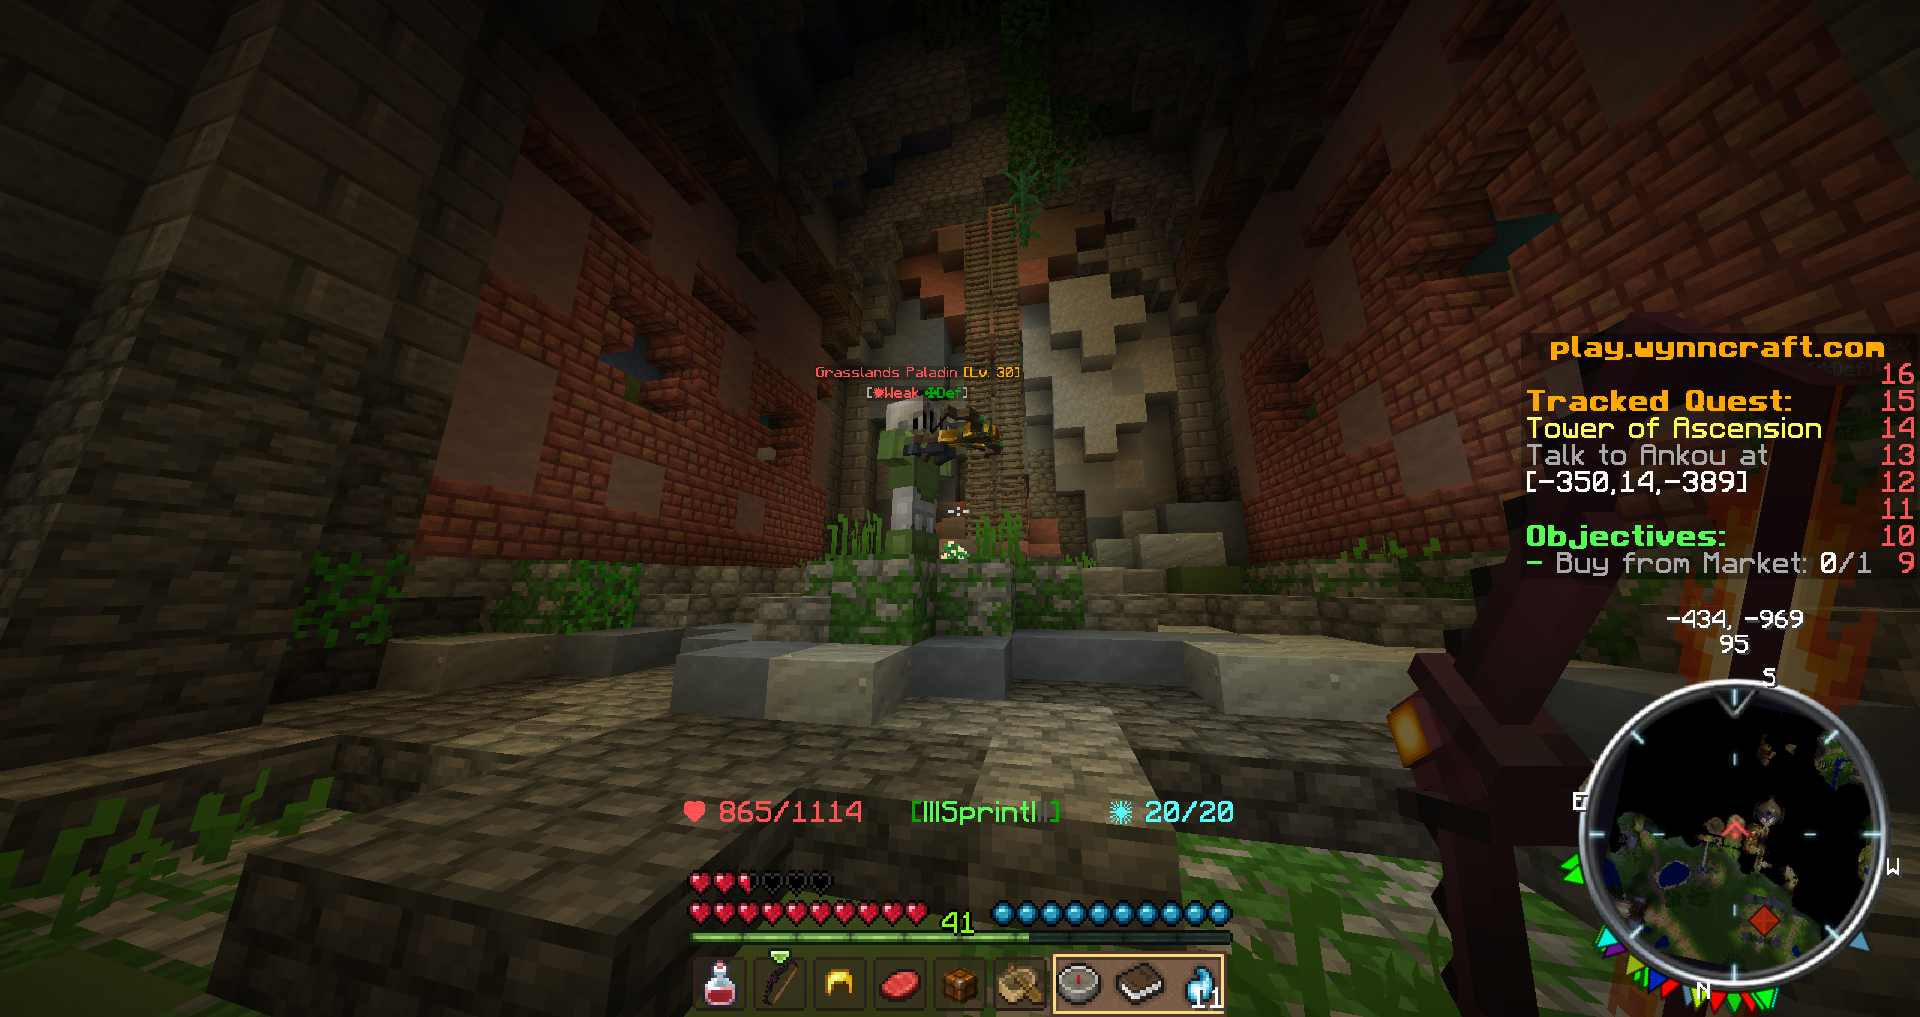 Grasslands Paladin [Lv. 30]
[✹Weak ✤Def]
play.wynncraft.com
16
Tracked Quest: 15
Tower of Ascension 14
Talk to Ankou at 13
[-350,14,-389] 12
11
Objectives: 10
- Buy from Market: 0/1 9
-434, -969
95
S
E
W
N
865/1114 [|||Sprint|||] 20/20
41
11